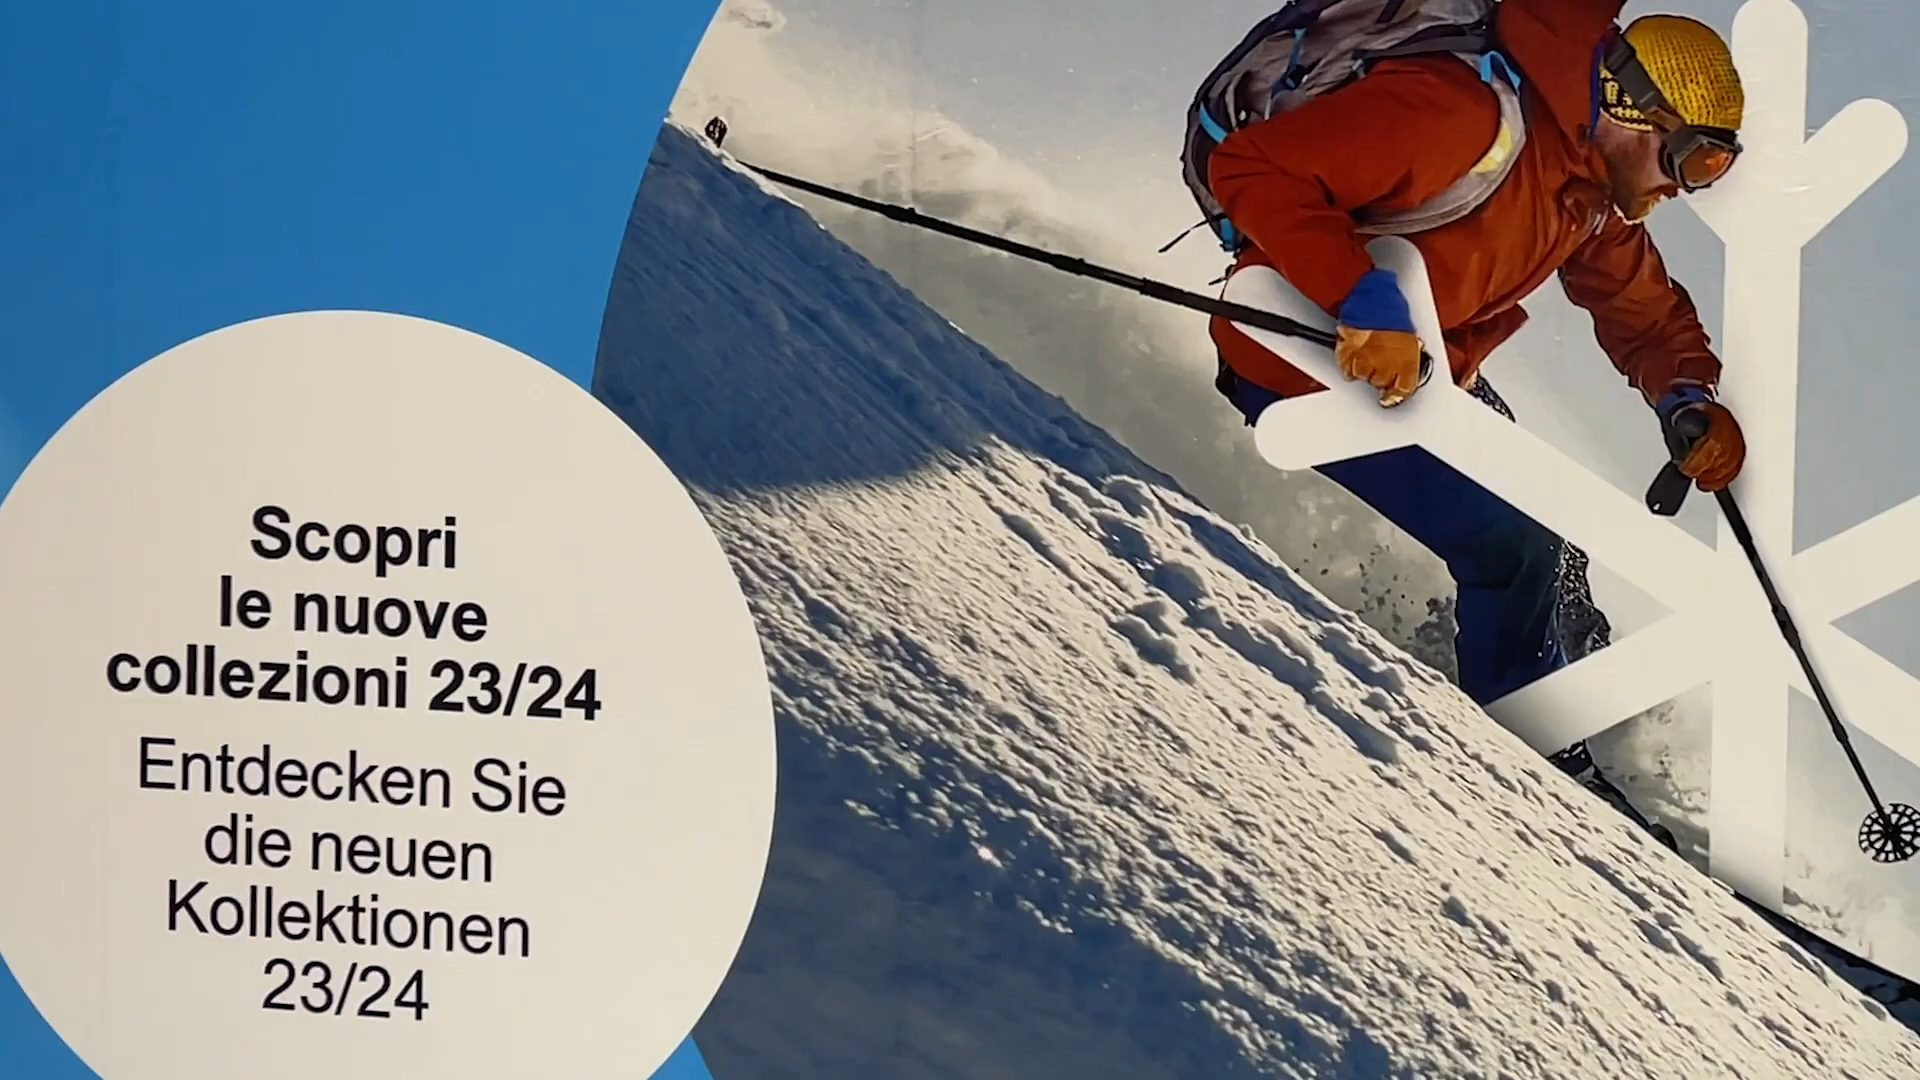 Scopri
le nuove
collezioni 23/24
Entdecken Sie
die neuen
Kollektionen
23/24